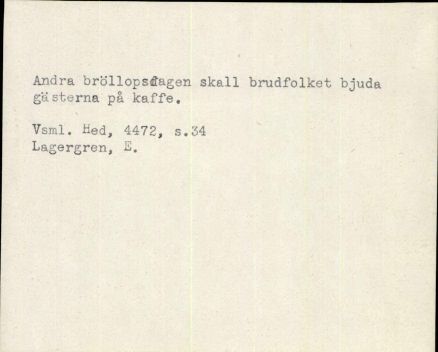 Andra bröllopsdagen skall brudfolket bjuda
gästerna på kaffe.
Vsml. Hed, 4472, s.34
Lagergren, E.